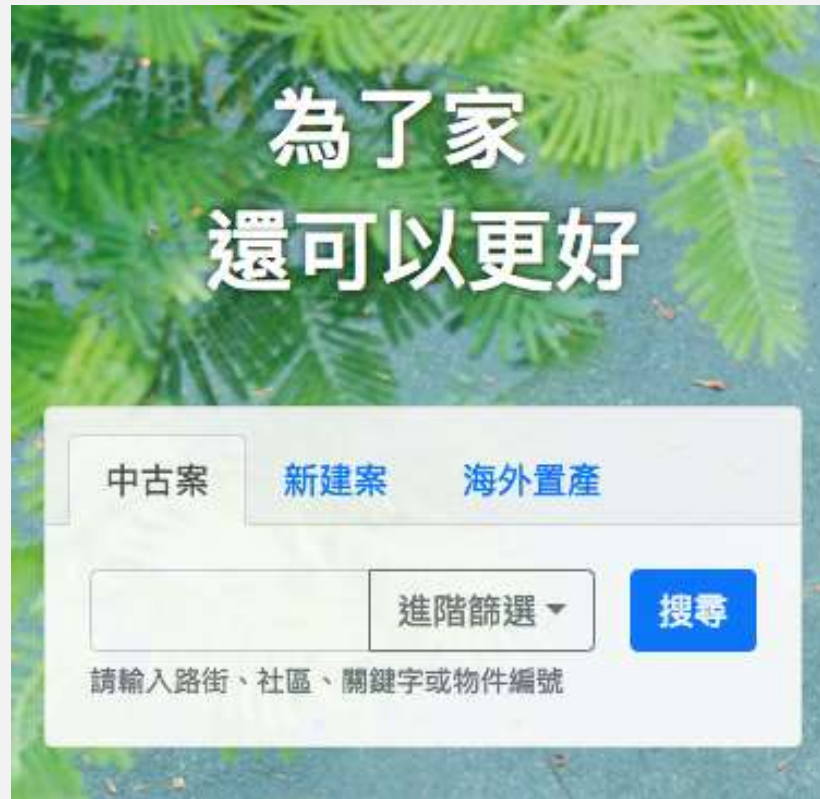 為了家
還可以更好
中古案 新建案 海外置產
進階篩選 搜尋
請輸入路街、社區、關鍵字或物件編號